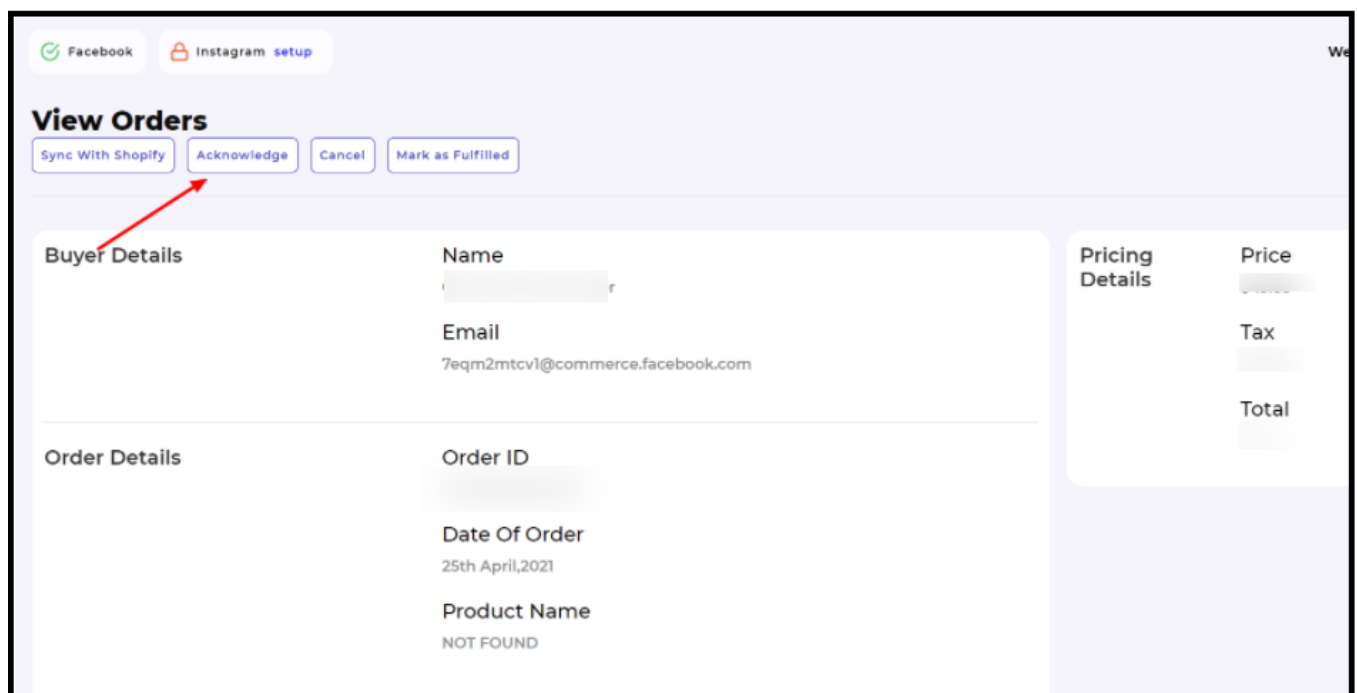 Facebook
Instagram setup
We
View Orders
Sync With Shopify
Acknowledge
Cancel
Mark as Fulfilled
Buyer Details
Name
r
Email
7eqm2mtcv1@commerce.facebook.com
Order Details
Order ID
Date Of Order
25th April,2021
Product Name
NOT FOUND
Pricing
Details
Price
Tax
Total